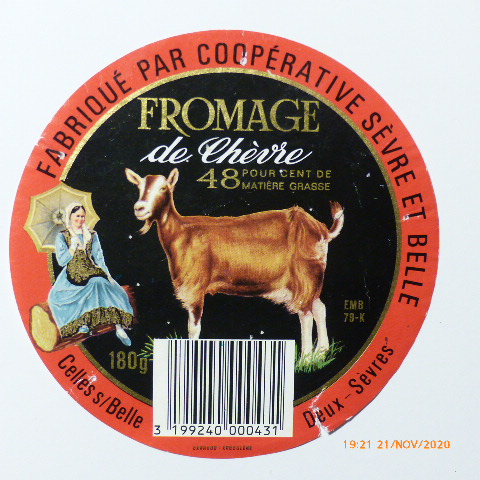 FABRIQUÉ PAR COOPÉRATIVE SÈVRE ET BELLE
FROMAGE
de Chèvre
48 POUR CENT DE
MATIÈRE GRASSE
EMB
79-K
180g
Celles s/Belle
Deux-Sèvres
3 199240 000431
19:21 21/NOV/2020